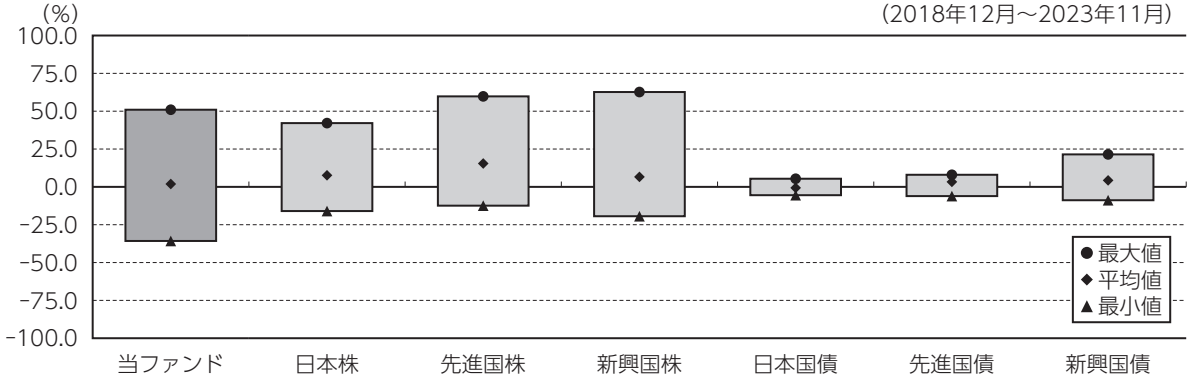 (%)
(2018年12月～2023年11月)
100.0
75.0
50.0
25.0
0.0
-25.0
-50.0
-75.0
-100.0
●最大値
◆平均値
▲最小値
当ファンド 日本株 先進国株 新興国株 日本国債 先進国債 新興国債